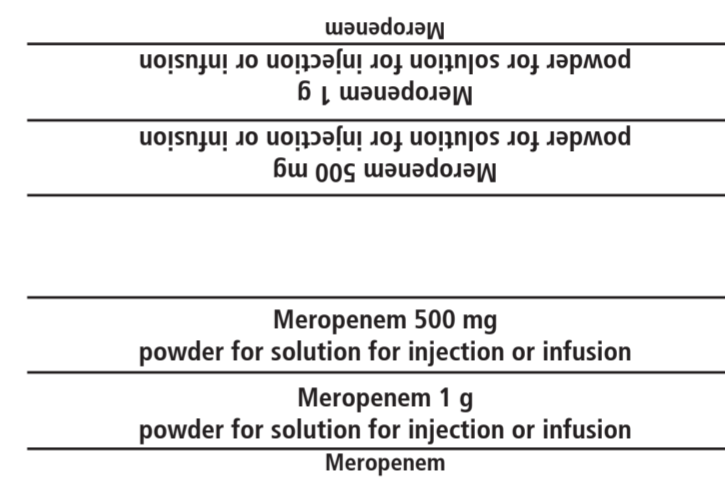 Meropenem
powder for solution for injection or infusion
Meropenem 1 g
powder for solution for injection or infusion
Meropenem 500 mg
Meropenem 500 mg
powder for solution for injection or infusion
Meropenem 1 g
powder for solution for injection or infusion
Meropenem